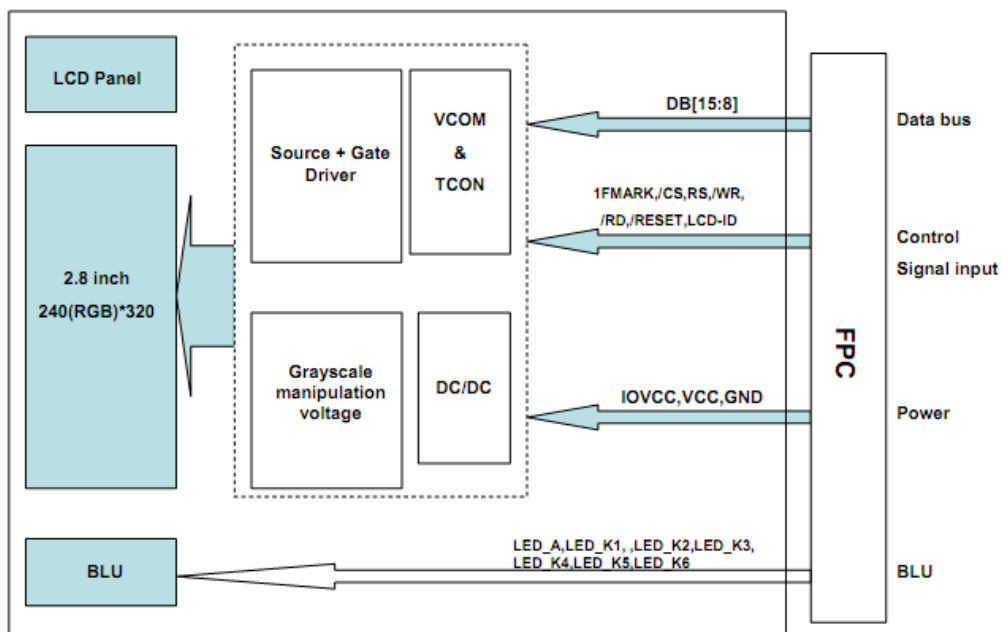 LCD Panel
2.8 inch
240(RGB)*320
BLU
Source + Gate
Driver
VCOM
&
TCON
Grayscale
manipulation
voltage
DC/DC
DB[15:8]
1FMARK,/CS,RS,/WR,
/RD,/RESET,LCD-ID
IOVCC,VCC,GND
LED_A,LED_K1, ,LED_K2,LED_K3,
LED_K4,LED_K5,LED_K6
FPC
Data bus
Control
Signal input
Power
BLU